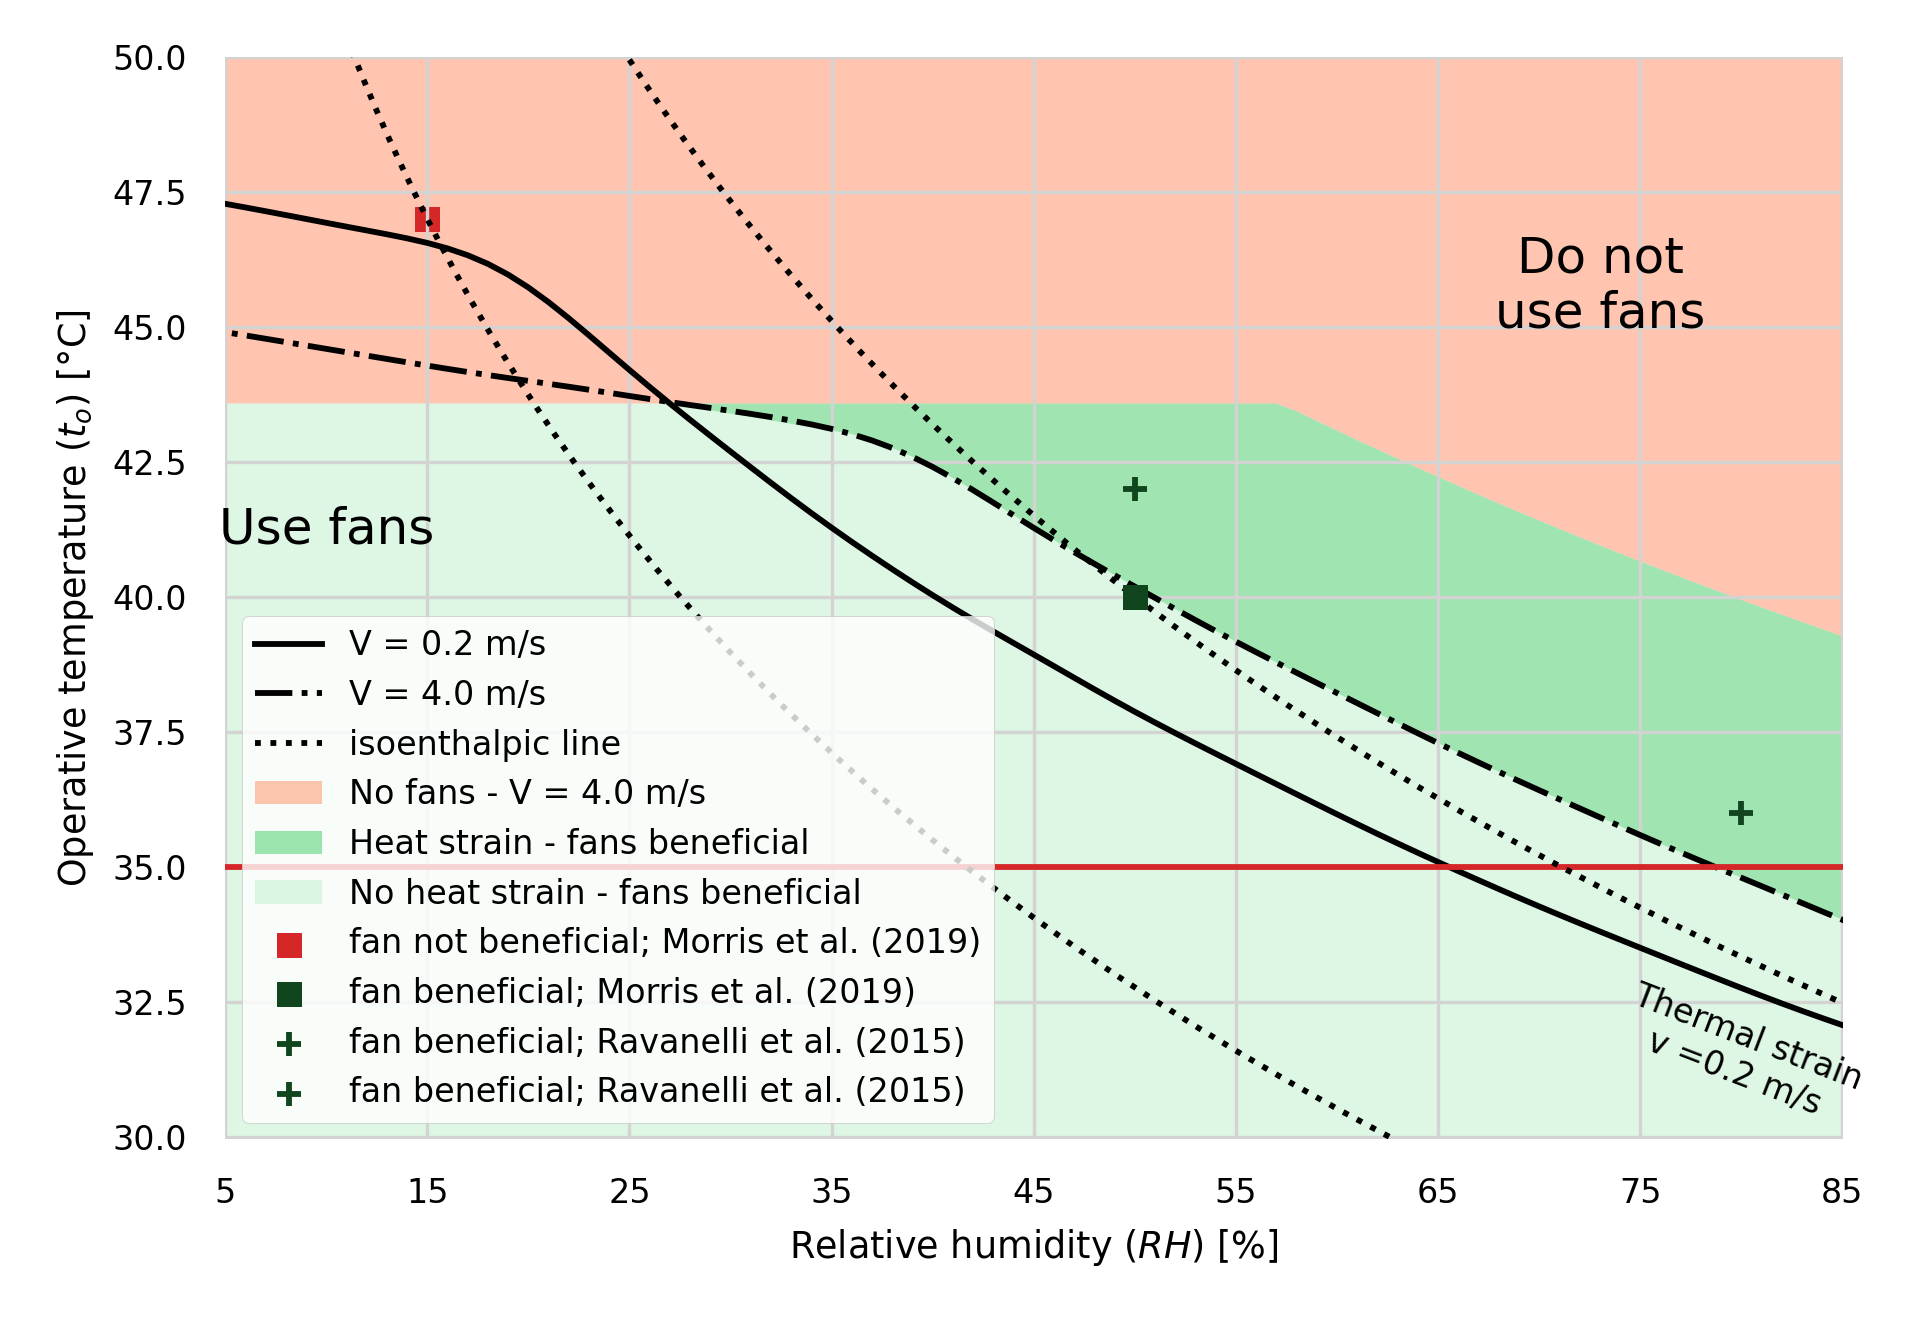 50.0
47.5
45.0
42.5
40.0
37.5
35.0
32.5
30.0
Operative temperature (t_o) [°C]
Do not
use fans
Use fans
V = 0.2 m/s
V = 4.0 m/s
isoenthalpic line
No fans - V = 4.0 m/s
Heat strain - fans beneficial
No heat strain - fans beneficial
fan not beneficial; Morris et al. (2019)
fan beneficial; Morris et al. (2019)
fan beneficial; Ravanelli et al. (2015)
fan beneficial; Ravanelli et al. (2015)
Thermal strain
v =0.2 m/s
5 15 25 35 45 55 65 75 85
Relative humidity (RH) [%]